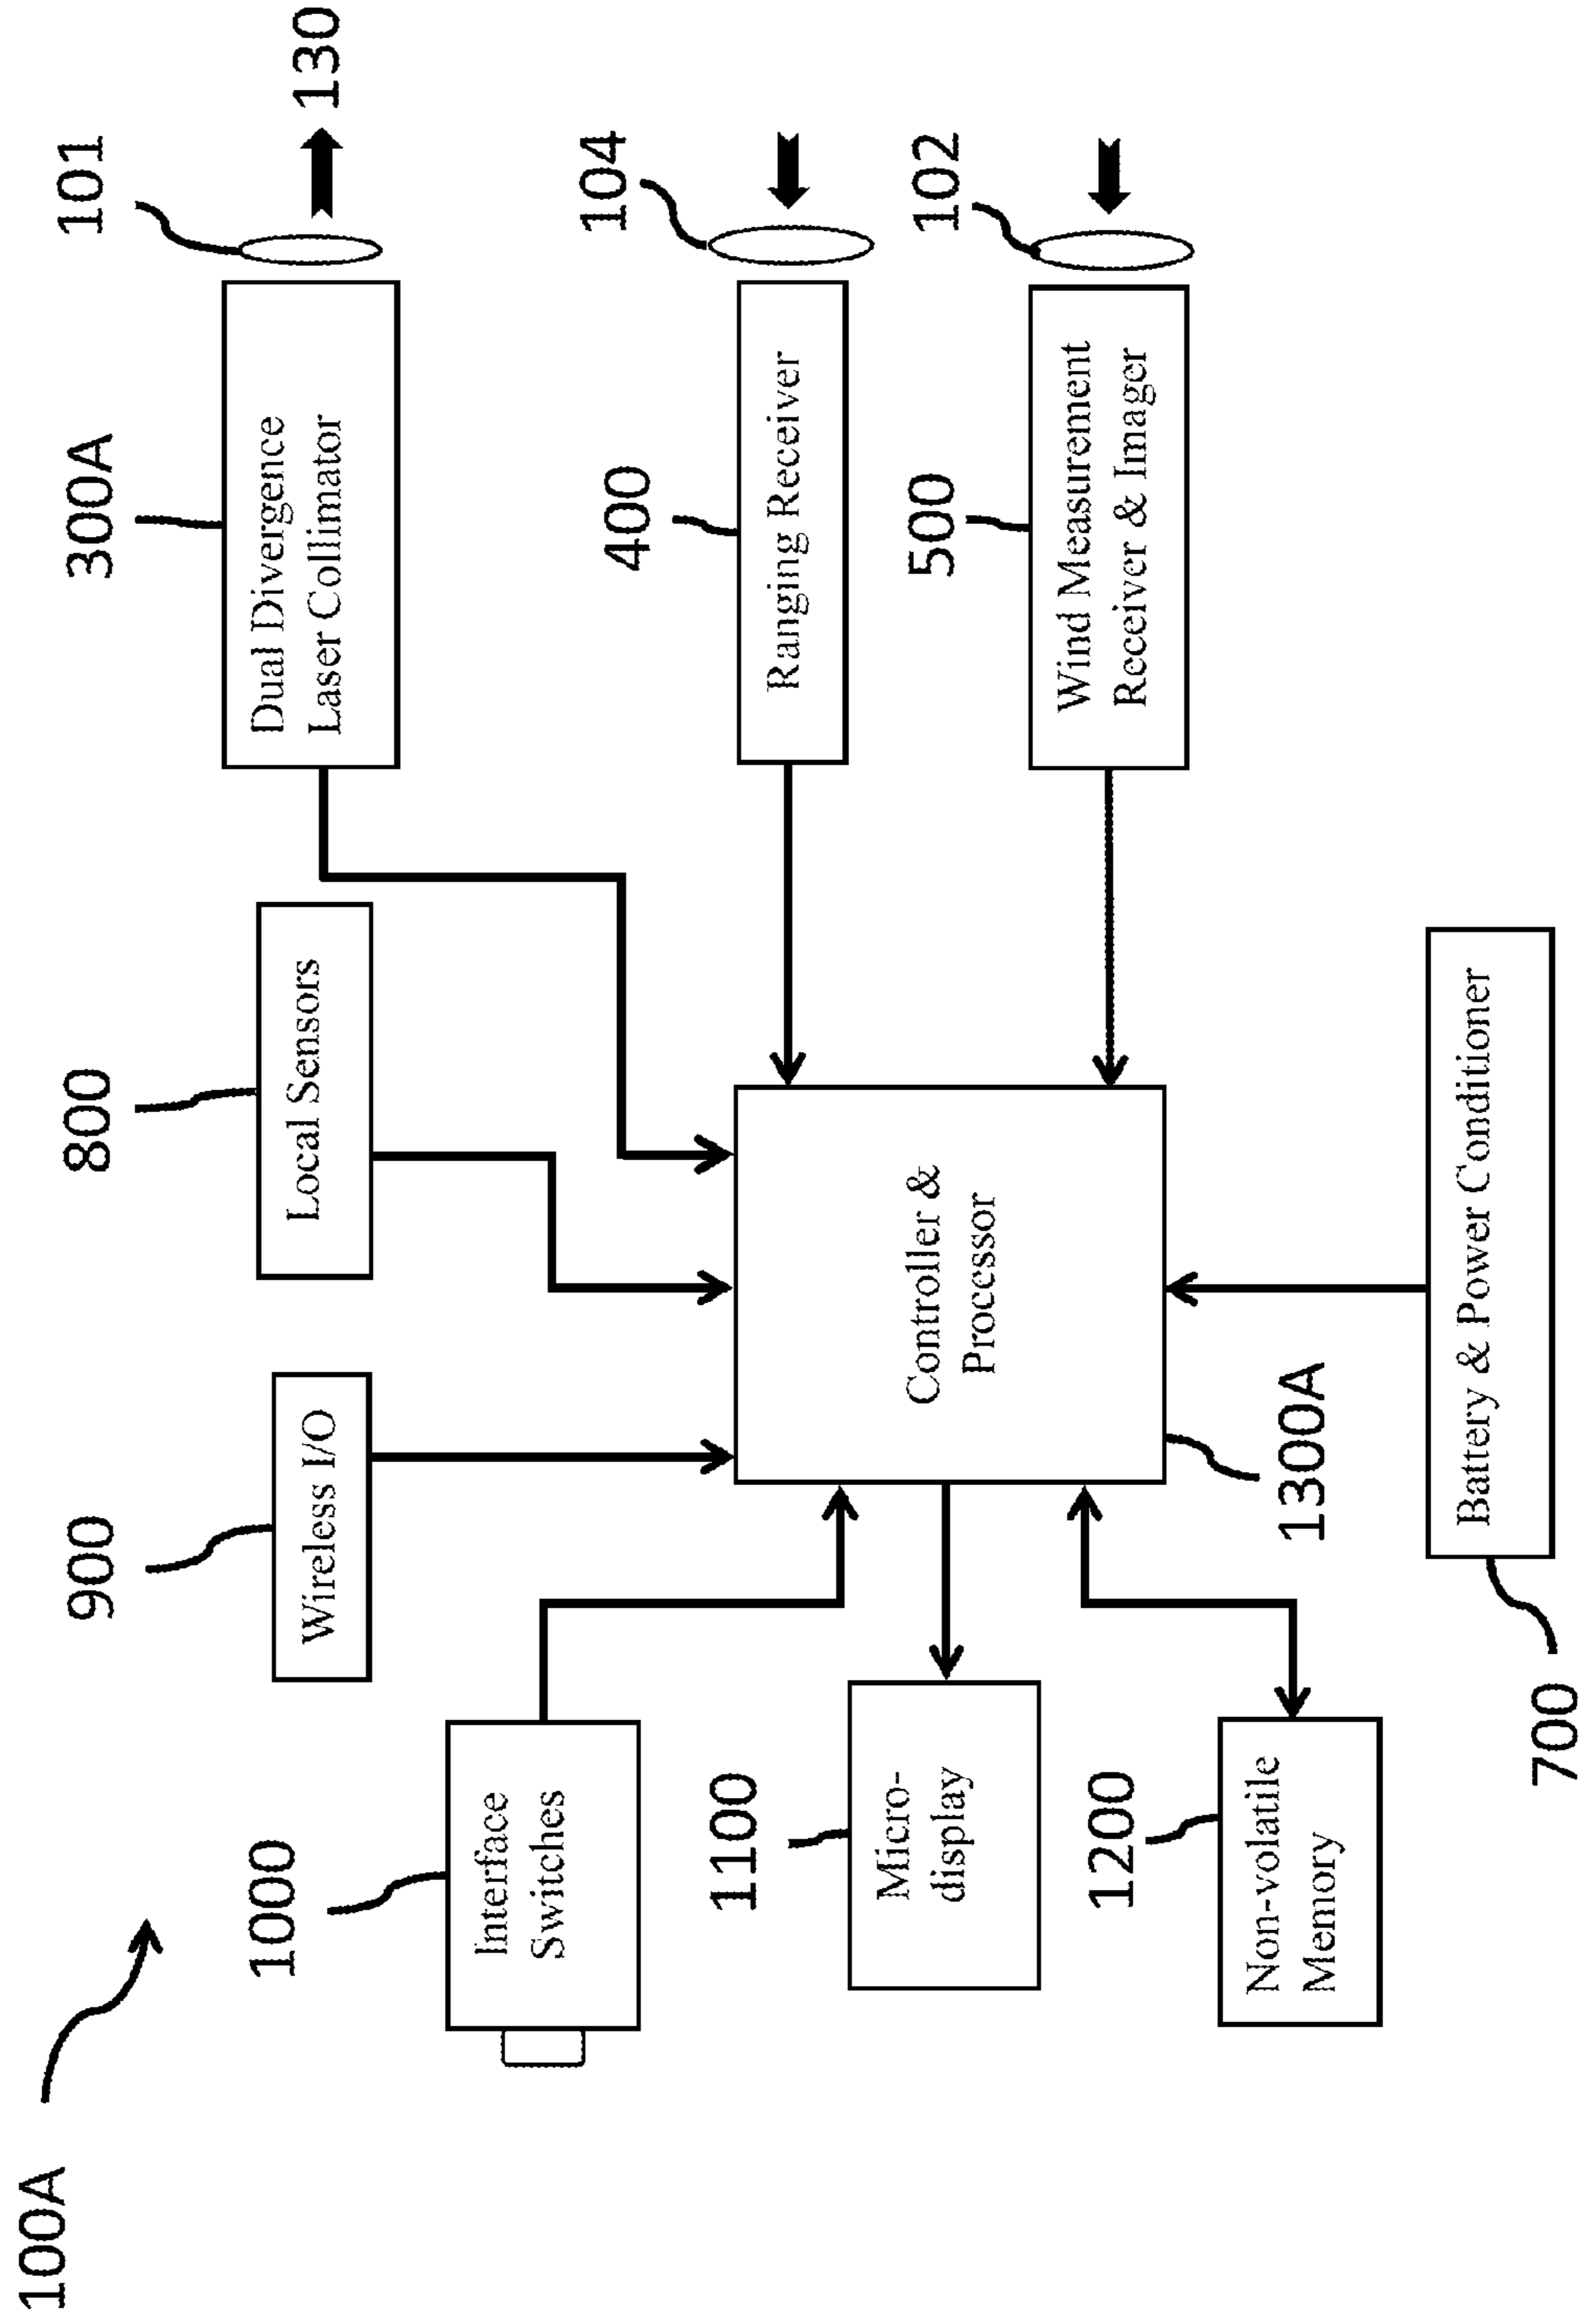 100A
1000
Interface
Switches
900
Wireless I/O
800
Local Sensors
300A
Dual Divergence
Laser Collimator
101
130
1100
Micro-
display
Controller &
Processor
1300A
400
Ranging Receiver
104
1200
Non-volatile
Memory
500
Wind Measurement
Receiver & Imager
102
700
Battery & Power Conditioner